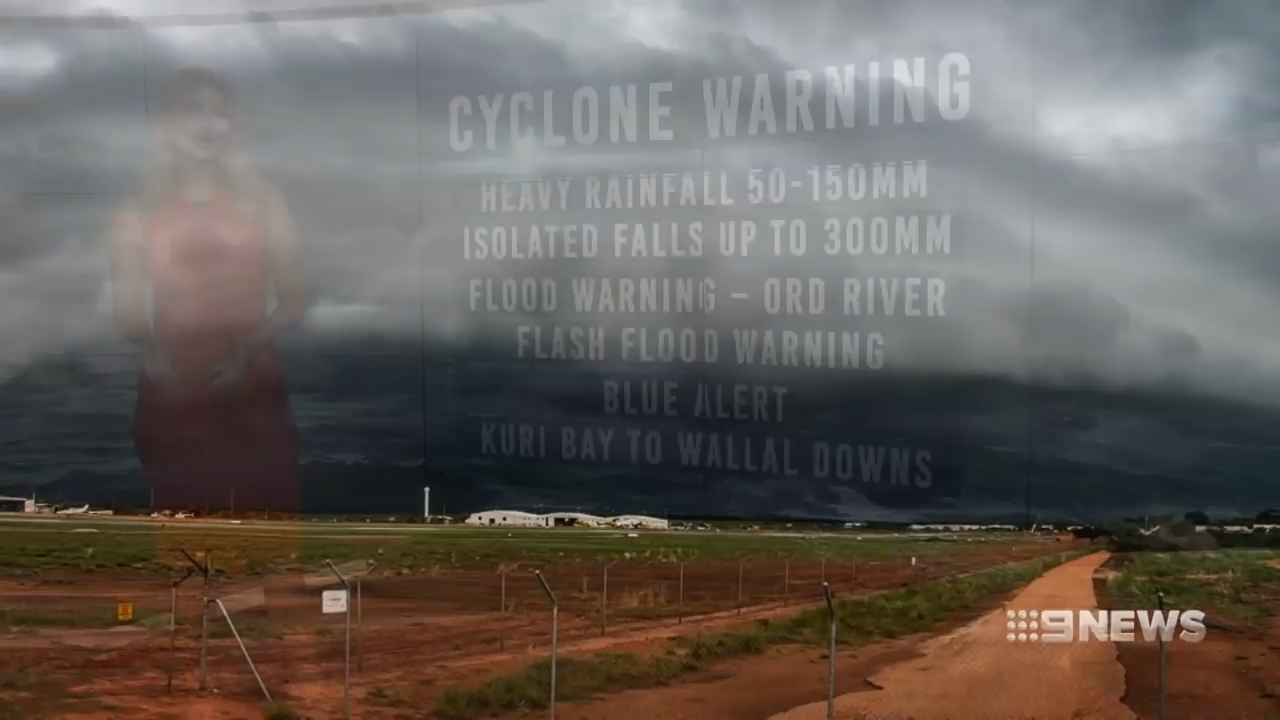 CYCLONE WARNING
HEAVY RAINFALL 50-150MM
ISOLATED FALLS UP TO 300MM
FLOOD WARNING – ORD RIVER
FLASH FLOOD WARNING
BLUE ALERT
KURI BAY TO WALLAL DOWNS
9NEWS